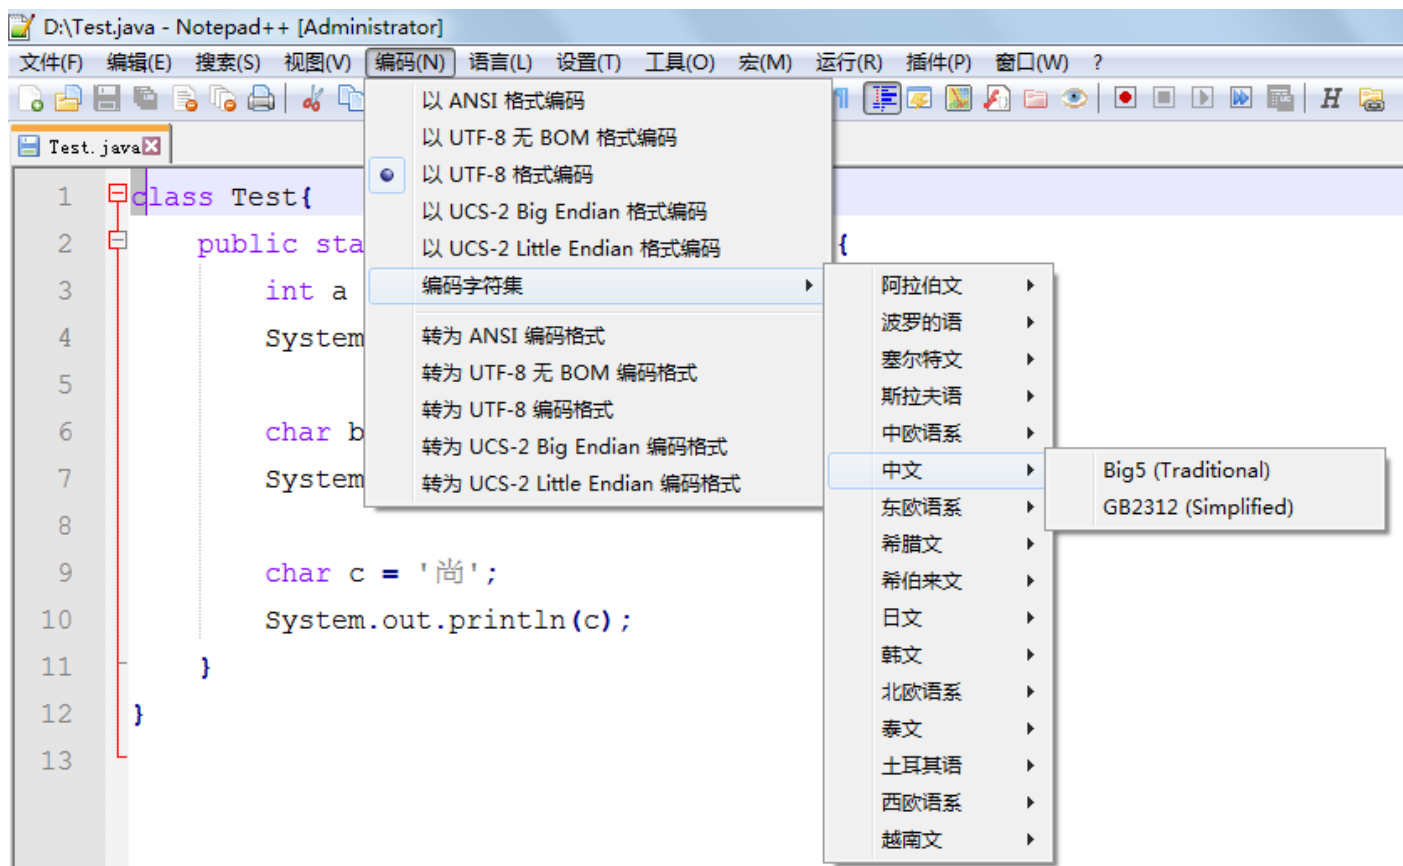 D:\Test.java - Notepad++ [Administrator]
文件(F) 编辑(E) 搜索(S) 视图(V) 编码(N) 语言(L) 设置(T) 工具(O) 宏(M) 运行(R) 插件(P) 窗口(W) ?
Test.java
以 ANSI 格式编码
以 UTF-8 无 BOM 格式编码
以 UTF-8 格式编码
以 UCS-2 Big Endian 格式编码
以 UCS-2 Little Endian 格式编码
编码字符集
转为 ANSI 编码格式
转为 UTF-8 无 BOM 编码格式
转为 UTF-8 编码格式
转为 UCS-2 Big Endian 编码格式
转为 UCS-2 Little Endian 编码格式
阿拉伯文
波罗的语
塞尔特文
斯拉夫语
中欧语系
中文
东欧语系
希腊文
希伯来文
日文
韩文
北欧语系
泰文
土耳其语
西欧语系
越南文
Big5 (Traditional)
GB2312 (Simplified)
1 class Test{
2 public sta {
3 int a
4 System
5
6 char b
7 System
8
9 char c = '尚';
10 System.out.println(c);
11 }
12 }
13